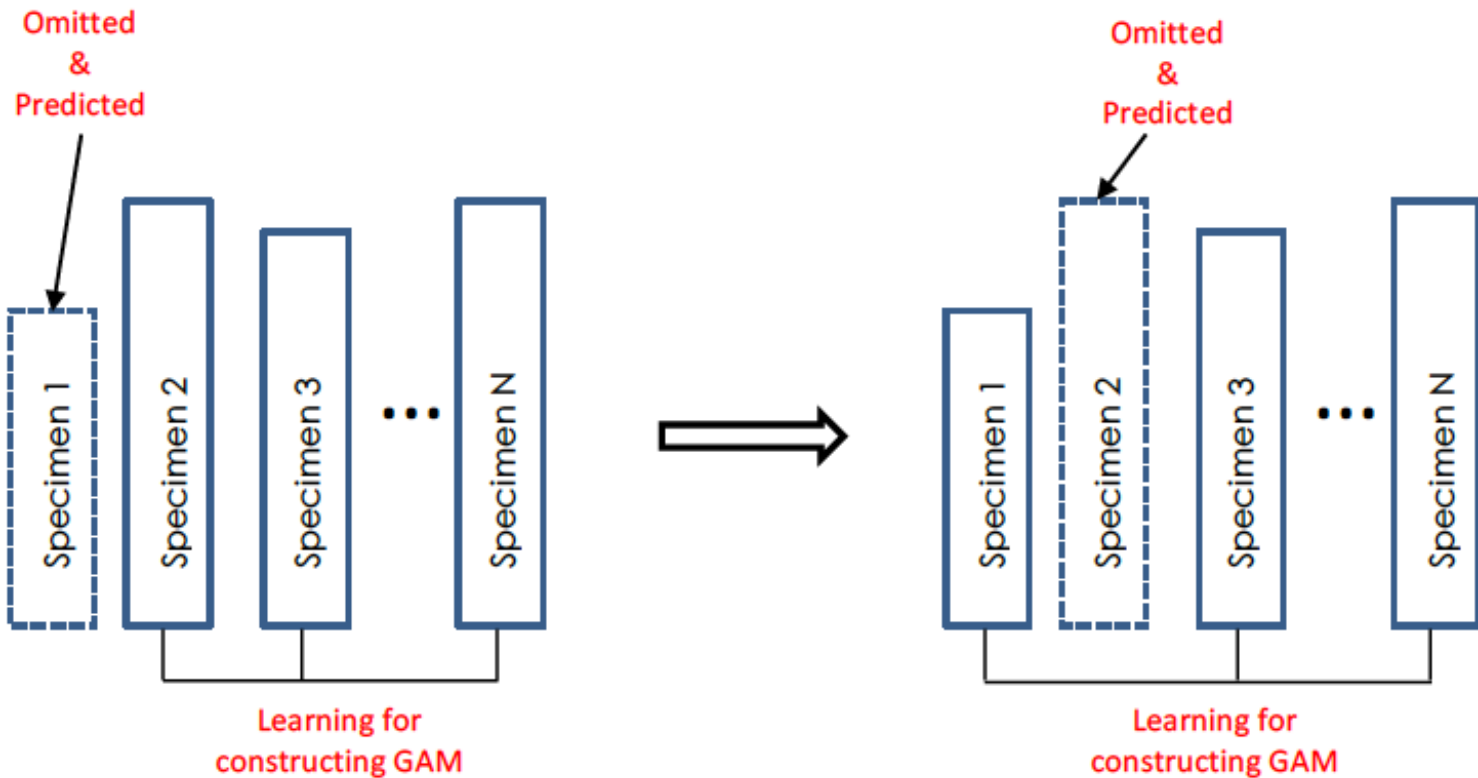 Omitted
&
Predicted
Specimen 1
Specimen 2
Specimen 3
...
Specimen N
Learning for
constructing GAM
Omitted
&
Predicted
Specimen 1
Specimen 2
Specimen 3
...
Specimen N
Learning for
constructing GAM